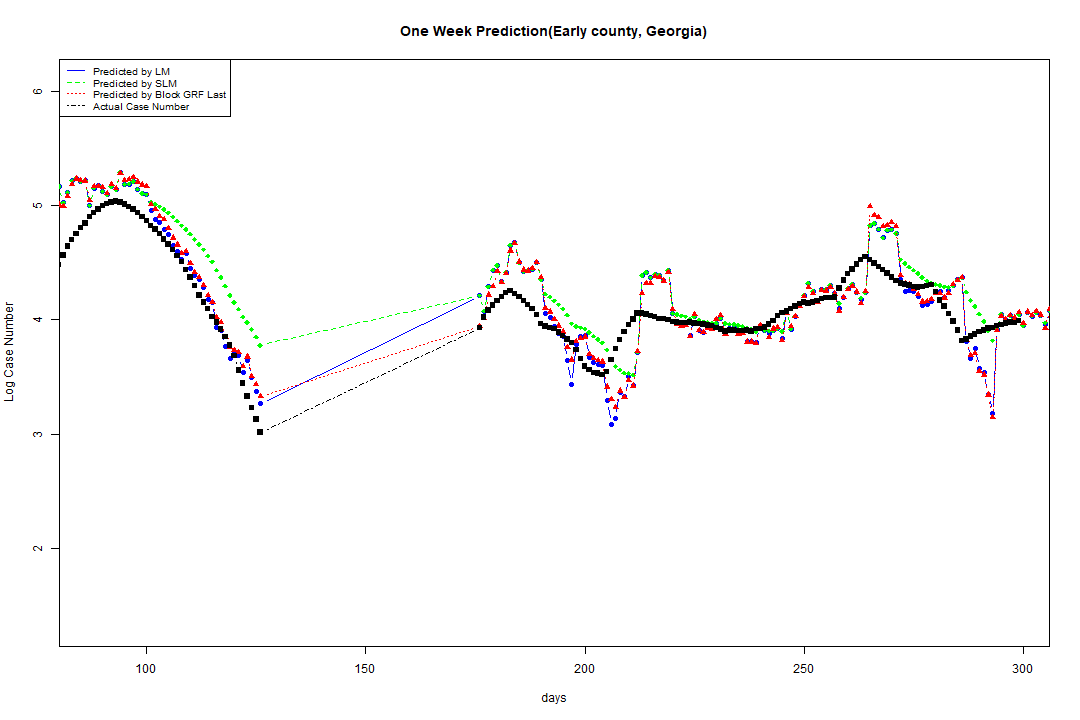 One Week Prediction(Early county, Georgia)
Predicted by LM
Predicted by SLM
Predicted by Block GRF Last
Actual Case Number
6
5
4
3
2
Log Case Number
100 150 200 250 300
days